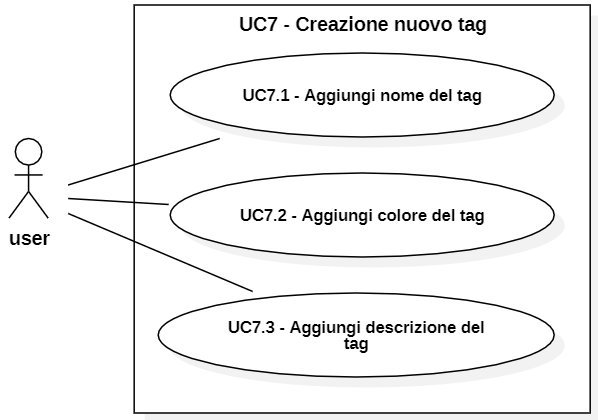 UC7 - Creazione nuovo tag
UC7.1 - Aggiungi nome del tag
user
UC7.2 - Aggiungi colore del tag
UC7.3 - Aggiungi descrizione del
tag